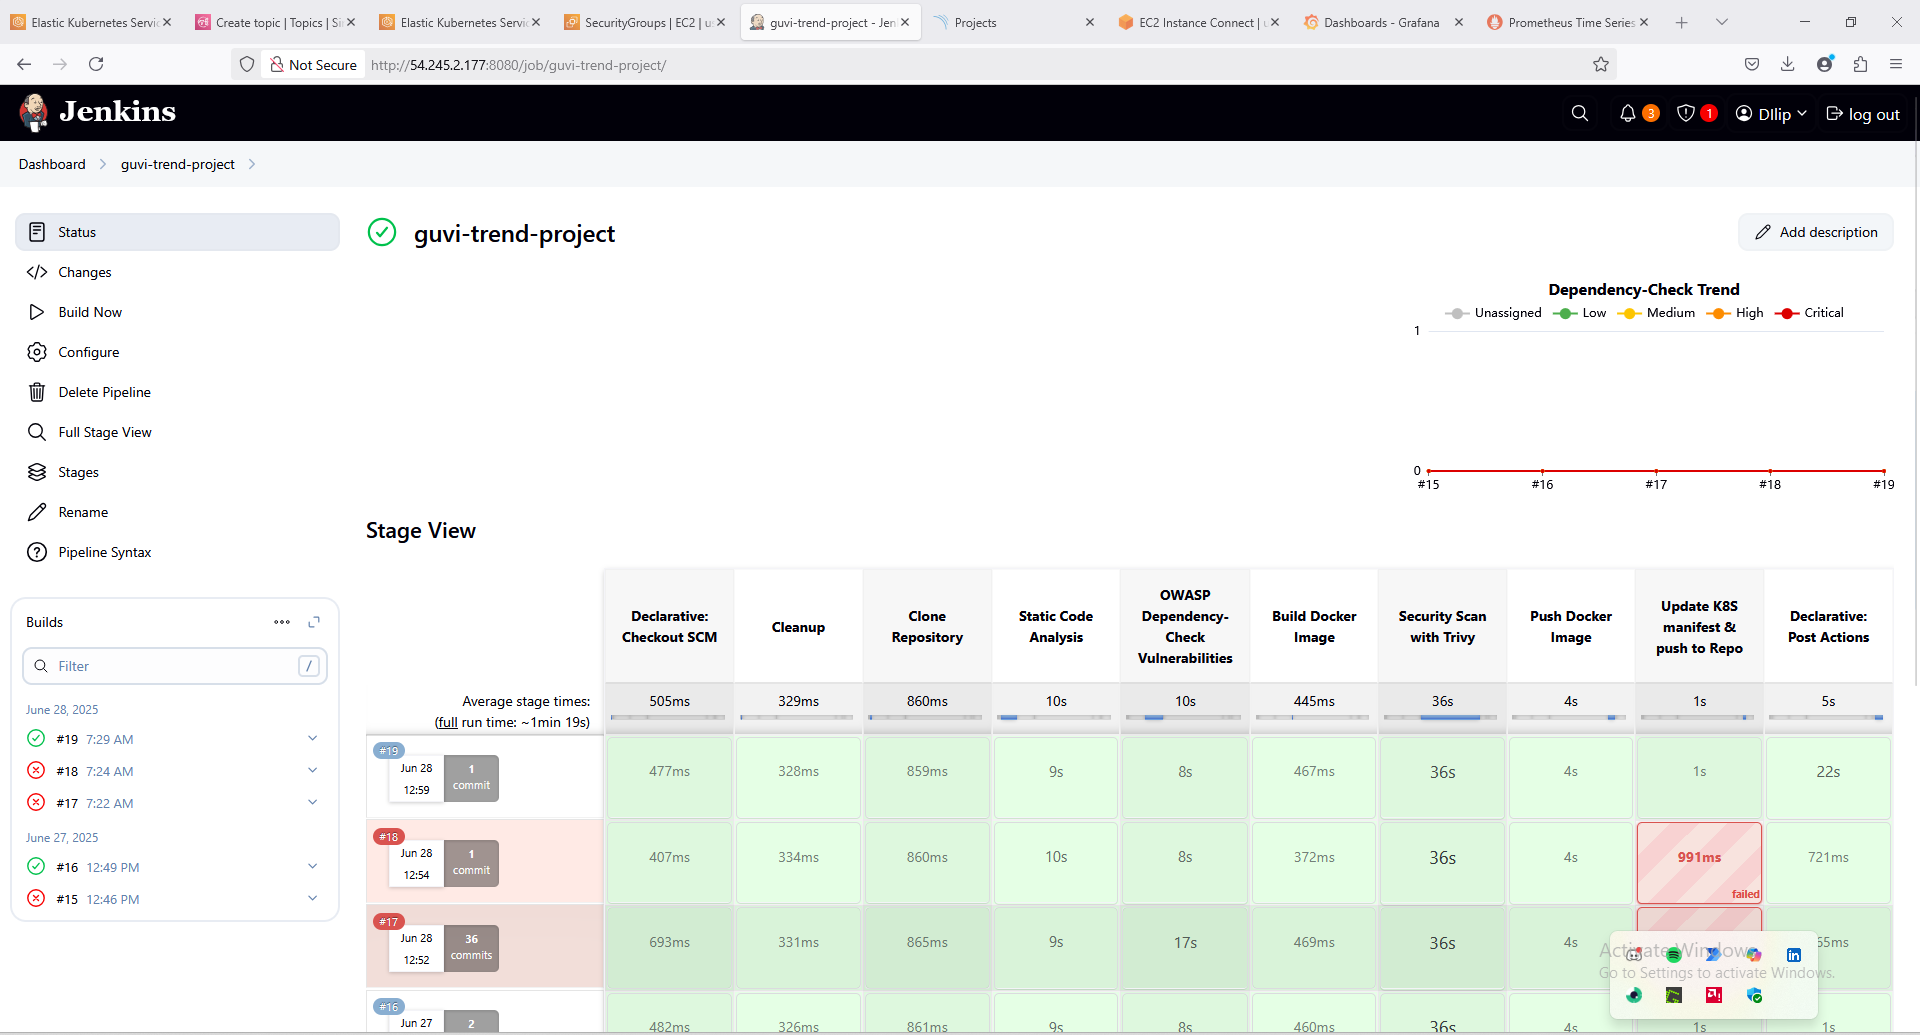 Elastic Kubernetes Servic
Create topic | Topics | Si
Elastic Kubernetes Servic
SecurityGroups | EC2 | u
guvi-trend-project - Jen
Projects
EC2 Instance Connect | u
Dashboards - Grafana
Prometheus Time Series
Not Secure
http://54.245.2.177:8080/job/guvi-trend-project/
Jenkins
3
1
DIlip
log out
Dashboard
guvi-trend-project
Status
Changes
Build Now
Configure
Delete Pipeline
Full Stage View
Stages
Rename
Pipeline Syntax
Builds
Filter
/
June 28, 2025
#19 7:29 AM
#18 7:24 AM
#17 7:22 AM
June 27, 2025
#16 12:49 PM
#15 12:46 PM
guvi-trend-project
Add description
Dependency-Check Trend
Unassigned Low Medium High Critical
1
0
#15 #16 #17 #18 #19
Stage View
Declarative: Checkout SCM
Cleanup
Clone Repository
Static Code Analysis
OWASP Dependency-Check Vulnerabilities
Build Docker Image
Security Scan with Trivy
Push Docker Image
Update K8S manifest & push to Repo
Declarative: Post Actions
Average stage times:
(full run time: ~1min 19s)
505ms 329ms 860ms 10s 10s 445ms 36s 4s 1s 5s
#19
Jun 28
12:59
1
commit
477ms 328ms 859ms 9s 8s 467ms 36s 4s 1s 22s
#18
Jun 28
12:54
1
commit
407ms 334ms 860ms 10s 8s 372ms 36s 4s 991ms 721ms
failed
#17
Jun 28
12:52
36
commits
693ms 331ms 865ms 9s 17s 469ms 36s 4s
#16
Jun 27
2
482ms 326ms 861ms 9s 8s 460ms 36s 4s 1s 1s
Activate Windows
Go to Settings to activate Windows.